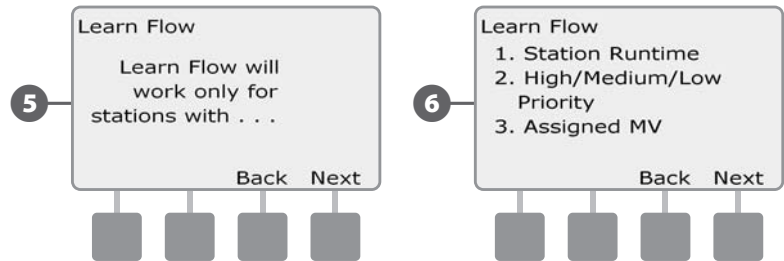 5
Learn Flow
Learn Flow will
work only for
stations with . . .
Back Next
6
Learn Flow
1. Station Runtime
2. High/Medium/Low
Priority
3. Assigned MV
Back Next